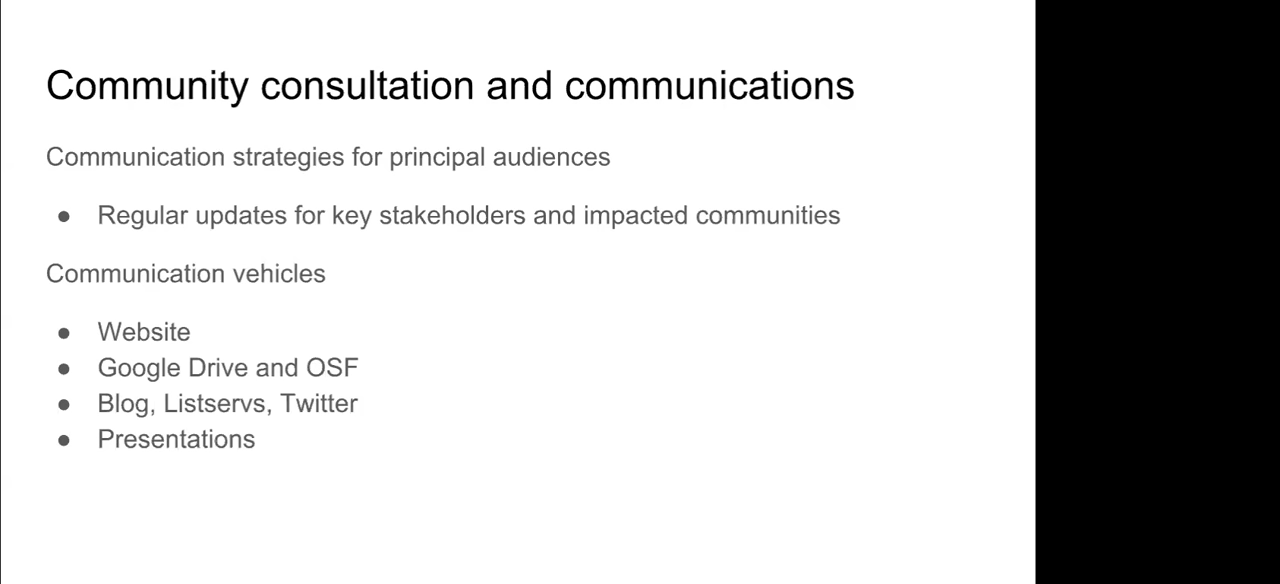 Community consultation and communications
Communication strategies for principal audiences
● Regular updates for key stakeholders and impacted communities
Communication vehicles
● Website
● Google Drive and OSF
● Blog, Listservs, Twitter
● Presentations